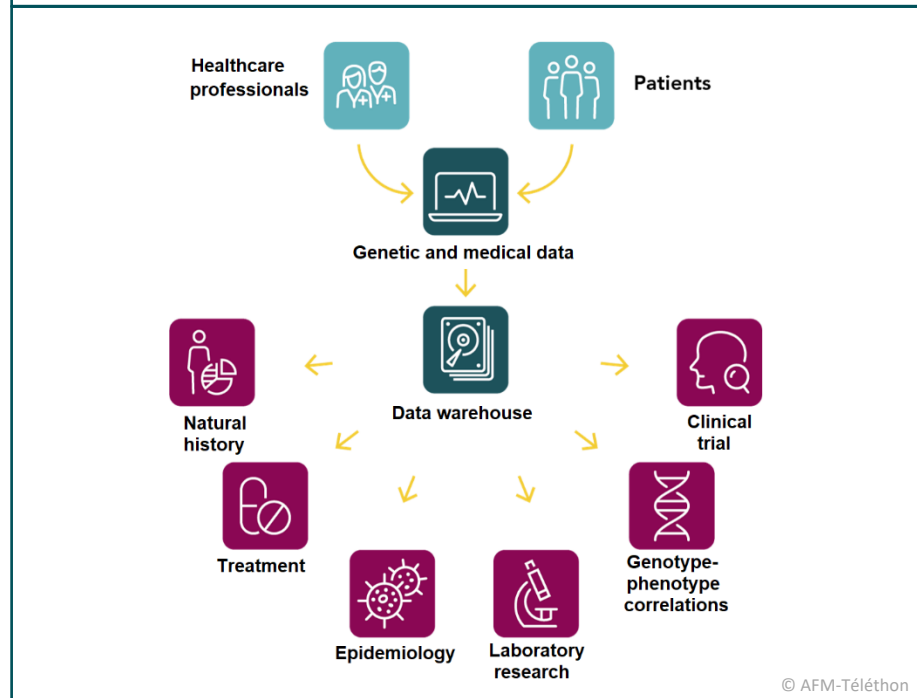 Healthcare
professionals
Patients
Genetic and medical data
Data warehouse
Natural
history
Clinical
trial
Treatment
Genotype-
phenotype
correlations
Epidemiology
Laboratory
research
© AFM-Téléthon